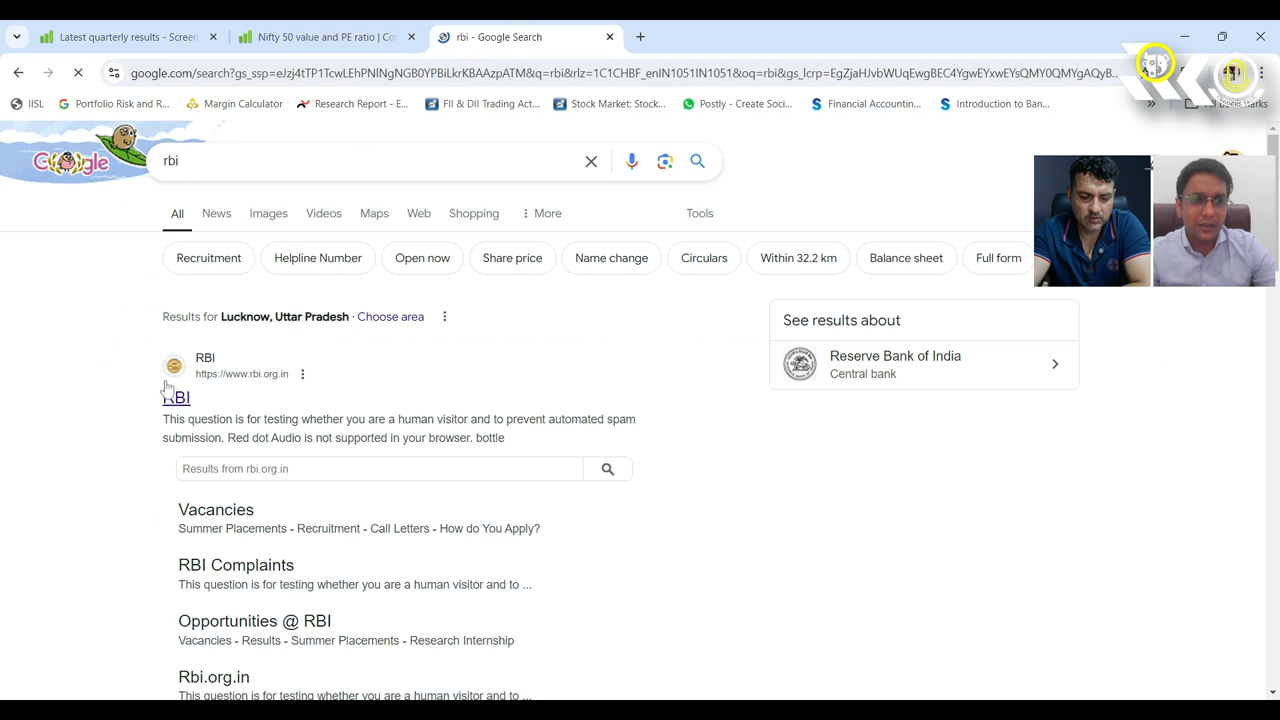 Latest quarterly results - Screen
Nifty 50 value and PE ratio | Co
rbi - Google Search
google.com/search?gs_ssp=eJzj4tTP1TcwLEhPNINgNGB0YPBiLkrKBAAzpATM&q=rbi&rlz=1C1CHBF_enIN1051IN1051&oq=rbi&gs_lcrp=EgZjaHJvbWUqEwgBEC4YgwEYxwEYsQMY0QMYgAQyB...
IISL
Portfolio Risk and R...
Margin Calculator
Research Report - E...
FII & DII Trading Act...
Stock Market: Stock...
Postly - Create Soci...
Financial Accountin...
Introduction to Ban...
»
All Bookmarks
Google
rbi
All
News
Images
Videos
Maps
Web
Shopping
More
Tools
Recruitment
Helpline Number
Open now
Share price
Name change
Circulars
Within 32.2 km
Balance sheet
Full form
Results for Lucknow, Uttar Pradesh · Choose area
See results about
Reserve Bank of India
Central bank
RBI
https://www.rbi.org.in
RBI
This question is for testing whether you are a human visitor and to prevent automated spam
submission. Red dot Audio is not supported in your browser. bottle
Results from rbi.org.in
Vacancies
Summer Placements - Recruitment - Call Letters - How do You Apply?
RBI Complaints
This question is for testing whether you are a human visitor and to ...
Opportunities @ RBI
Vacancies - Results - Summer Placements - Research Internship
Rbi.org.in
This question is for testing whether you are a human visitor and to ...